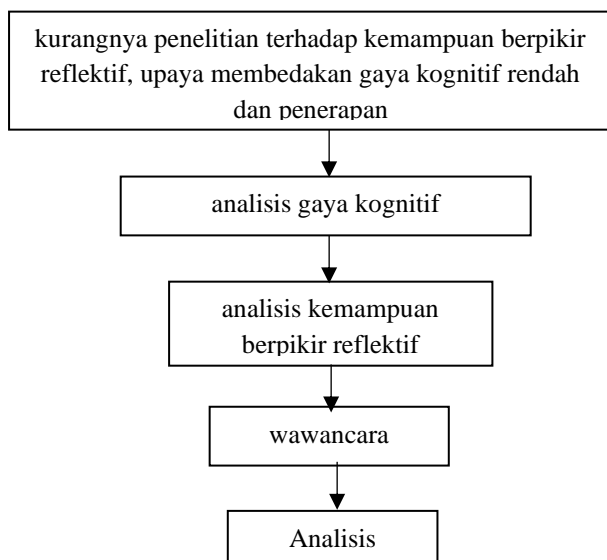 kurangnya penelitian terhadap kemampuan berpikir
reflektif, upaya membedakan gaya kognitif rendah
dan penerapan
analisis gaya kognitif
analisis kemampuan
berpikir reflektif
wawancara
Analisis